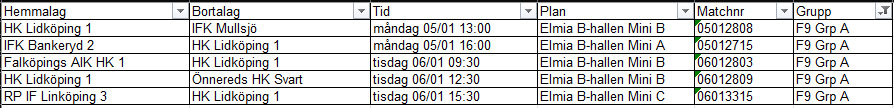 Hemmalag Bortalag Tid Plan Matchnr Grupp
HK Lidköping 1 IFK Mullsjö måndag 05/01 13:00 Elmia B-hallen Mini B 05012808 F9 Grp A
IFK Bankeryd 2 HK Lidköping 1 måndag 05/01 16:00 Elmia B-hallen Mini A 05012715 F9 Grp A
Falköpings AIK HK 1 HK Lidköping 1 tisdag 06/01 09:30 Elmia B-hallen Mini B 06012803 F9 Grp A
HK Lidköping 1 Önnereds HK Svart tisdag 06/01 12:30 Elmia B-hallen Mini B 06012809 F9 Grp A
RP IF Linköping 3 HK Lidköping 1 tisdag 06/01 15:30 Elmia B-hallen Mini C 06013315 F9 Grp A